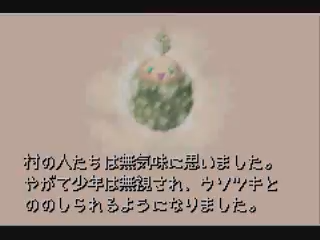 村の人たちは無気味に思いました。
やがて少年は無視され、ウソツキと
ののしられるようになりました。